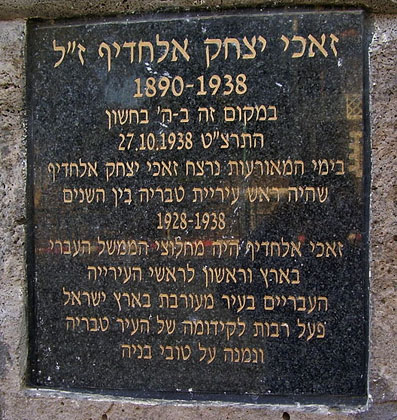 זאכי יצחק אלחדיף ז"ל
1890-1938
במקום זה ב-ה' בחשון
התרצ"ט 27.10.1938
בימי המאורעות נרצח זאכי יצחק אלחדיף
שהיה ראש עיריית טבריה בין השנים
1928-1938
זאכי אלחדיף היה מחלוצי הממשל העברי
בארץ וראשון לראשי העירייה
העבריים בעיר מעורבת בארץ ישראל
פעל רבות לקידומה של העיר טבריה
ונמנה על טובי בניה